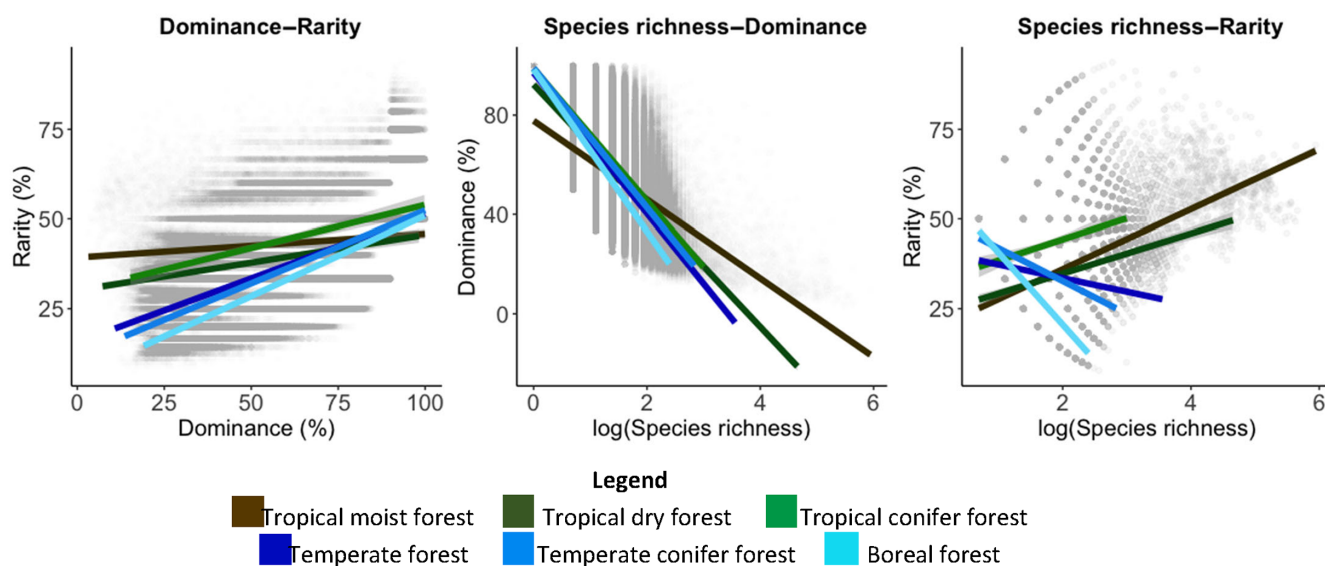 Dominance–Rarity
Species richness–Dominance
Species richness–Rarity
Rarity (%)
75
50
25
0
25
50
75
100
Dominance (%)
Dominance (%)
80
40
0
0
2
4
6
log(Species richness)
Rarity (%)
75
50
25
2
4
6
log(Species richness)
Legend
Tropical moist forest
Tropical dry forest
Tropical conifer forest
Temperate forest
Temperate conifer forest
Boreal forest